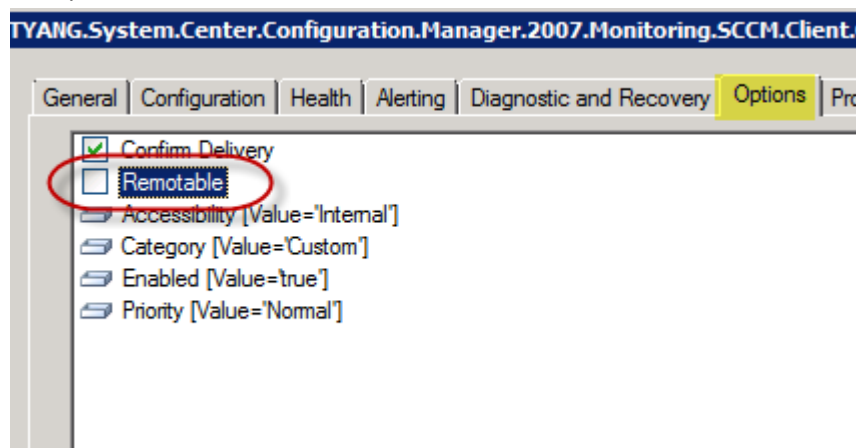 TYANG.System.Center.Configuration.Manager.2007.Monitoring.SCCM.Client.
General Configuration Health Alerting Diagnostic and Recovery Options Pro
Confirm Delivery
Remotable
Accessibility [Value='Internal']
Category [Value='Custom']
Enabled [Value='true']
Priority [Value='Normal']